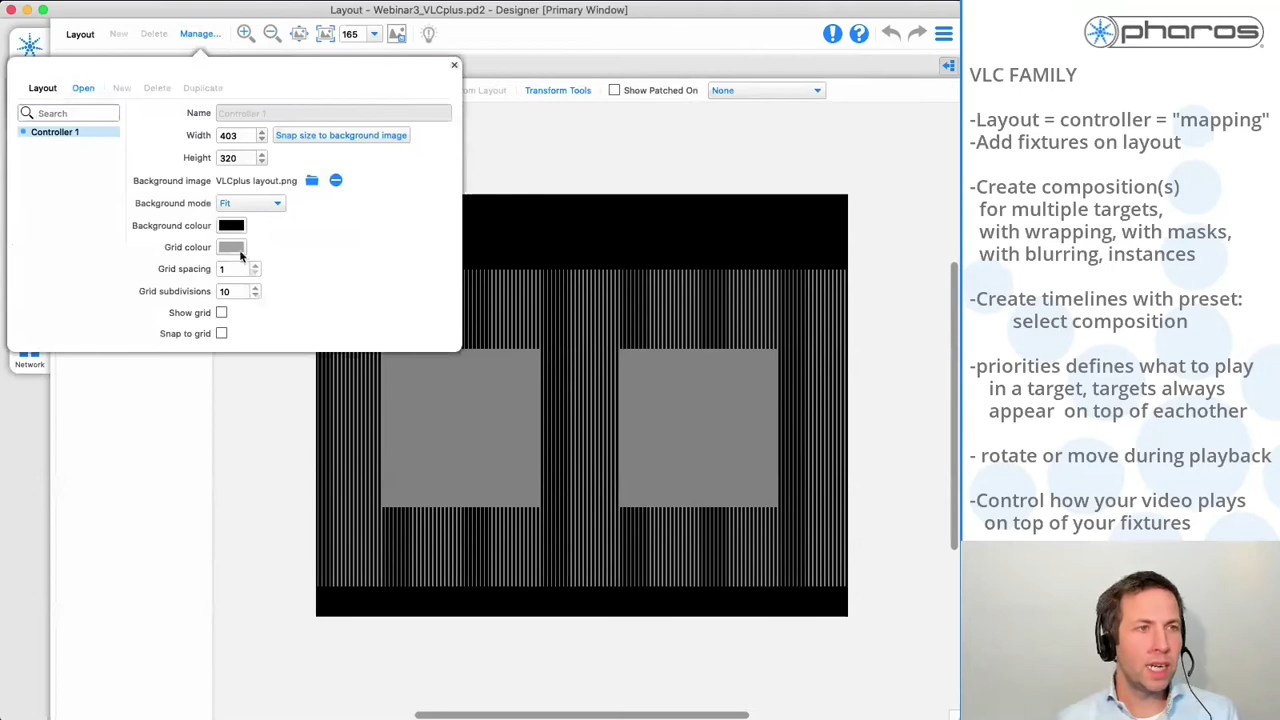 Layout - Webinar3_VLCplus.pd2 - Designer [Primary Window]
Layout New Delete Manage... 165
Layout Open New Delete Duplicate
Transform Tools Show Patched On None
Search
Controller 1
Name Controller 1
Width 403 Snap size to background image
Height 320
Background image VLCplus layout.png
Background mode Fit
Background colour
Grid colour
Grid spacing 1
Grid subdivisions 10
Show grid
Snap to grid
Network
pharos
VLC FAMILY
-Layout = controller = "mapping"
-Add fixtures on layout
-Create composition(s)
for multiple targets,
with wrapping, with masks,
with blurring, instances
-Create timelines with preset:
select composition
-priorities defines what to play
in a target, targets always
appear on top of eachother
- rotate or move during playback
-Control how your video plays
on top of your fixtures